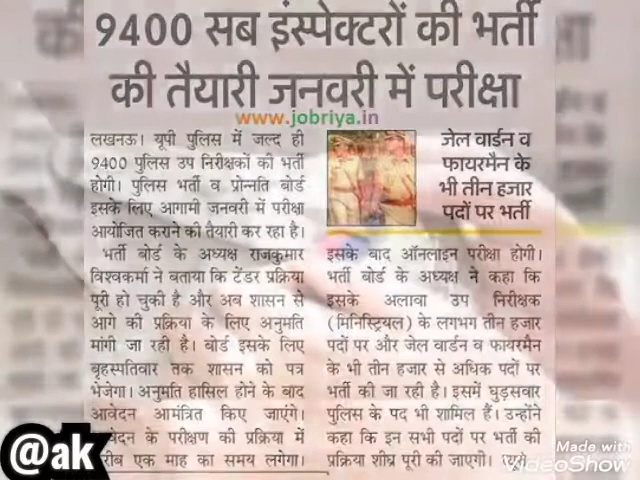 9400 सब इंस्पेक्टरों की भर्ती
की तैयारी जनवरी में परीक्षा
www.jobriya.in
लखनऊ। यूपी पुलिस में जल्द ही
9400 पुलिस उप निरीक्षकों की भर्ती
होगी। पुलिस भर्ती व प्रोन्नति बोर्ड
इसके लिए आगामी जनवरी में परीक्षा
आयोजित कराने की तैयारी कर रहा है।
भर्ती बोर्ड के अध्यक्ष राजकुमार
विश्वकर्मा ने बताया कि टेंडर प्रक्रिया
पूरी हो चुकी है और अब शासन से
आगे की प्रक्रिया के लिए अनुमति
मांगी जा रही है। बोर्ड इसके लिए
बृहस्पतिवार तक शासन को पत्र
भेजेगा। अनुमति हासिल होने के बाद
आवेदन आमंत्रित किए जाएंगे।
के परीक्षण की प्रक्रिया में
एक माह का समय लगेगा।
जेल वार्डन व
फायरमैन के
भी तीन हजार
पदों पर भर्ती
इसके बाद ऑनलाइन परीक्षा होगी।
भर्ती बोर्ड के अध्यक्ष ने कहा कि
इसके अलावा उप निरीक्षक
(मिनिस्ट्रियल) के लगभग तीन हजार
पदों पर और जेल वार्डन व फायरमैन
के भी तीन हजार से अधिक पदों पर
भर्ती की जा रही है। इसमें घुड़सवार
पुलिस के पद भी शामिल हैं। उन्होंने
कहा कि इन सभी पदों पर भर्ती की
प्रक्रिया शीघ्र पूरी की जाएगी।
@ak
Made with
VideoShow